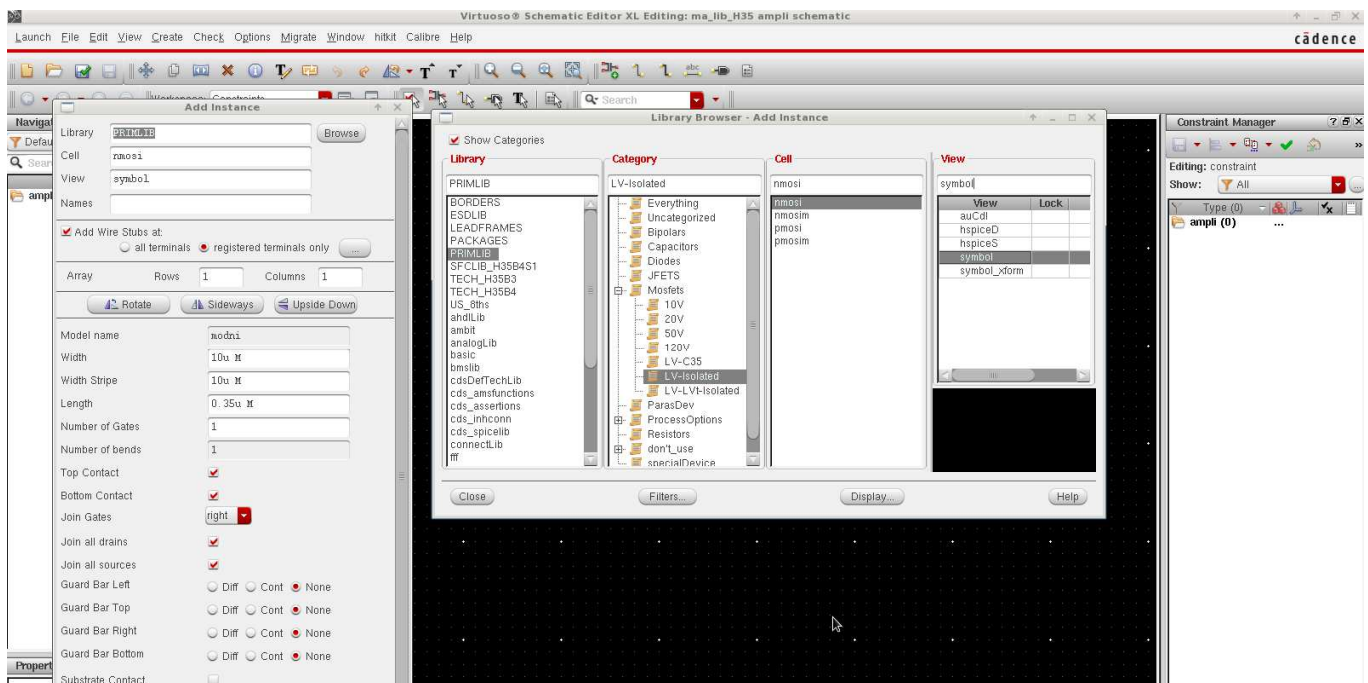 Virtuoso® Schematic Editor XL Editing: ma_lib_H35 ampli schematic
Launch File Edit View Create Check Options Migrate Window hitkit Calibre Help
cādence
Search
Add Instance
Library PRIMLIB Browse
Cell nmosi
View symbol
Names
Add Wire Stubs at:
all terminals registered terminals only ...
Array Rows 1 Columns 1
Rotate Sideways Upside Down
Model name modni
Width 10u M
Width Stripe 10u M
Length 0.35u M
Number of Gates 1
Number of bends 1
Top Contact
Bottom Contact
Join Gates right
Join all drains
Join all sources
Guard Bar Left Diff Cont None
Guard Bar Top Diff Cont None
Guard Bar Right Diff Cont None
Guard Bar Bottom Diff Cont None
Substrate Contact
Library Browser - Add Instance
Show Categories
Library
PRIMLIB
BORDERS
ESDLIB
LEADFRAMES
PACKAGES
PRIMLIB
SFCLIB_H35B4S1
TECH_H35B3
TECH_H35B4
US_8ths
ahdlLib
ambit
analogLib
basic
bmslib
cdsDefTechLib
cds_amsfunctions
cds_assertions
cds_inhconn
cds_spicelib
connectLib
fff
Category
LV-Isolated
Everything
Uncategorized
Bipolars
Capacitors
Diodes
JFETS
Mosfets
10V
20V
50V
120V
LV-C35
LV-Isolated
LV-LVt-Isolated
ParasDev
ProcessOptions
Resistors
don't_use
specialDevice
Cell
nmosi
nmosi
nmosim
pmosi
pmosim
View
symbol
View Lock
auCdl
hspiceD
hspiceS
symbol
symbol_xform
Close Filters... Display... Help
Constraint Manager
Editing: constraint
Show: All
Type (0)
ampli (0) ...